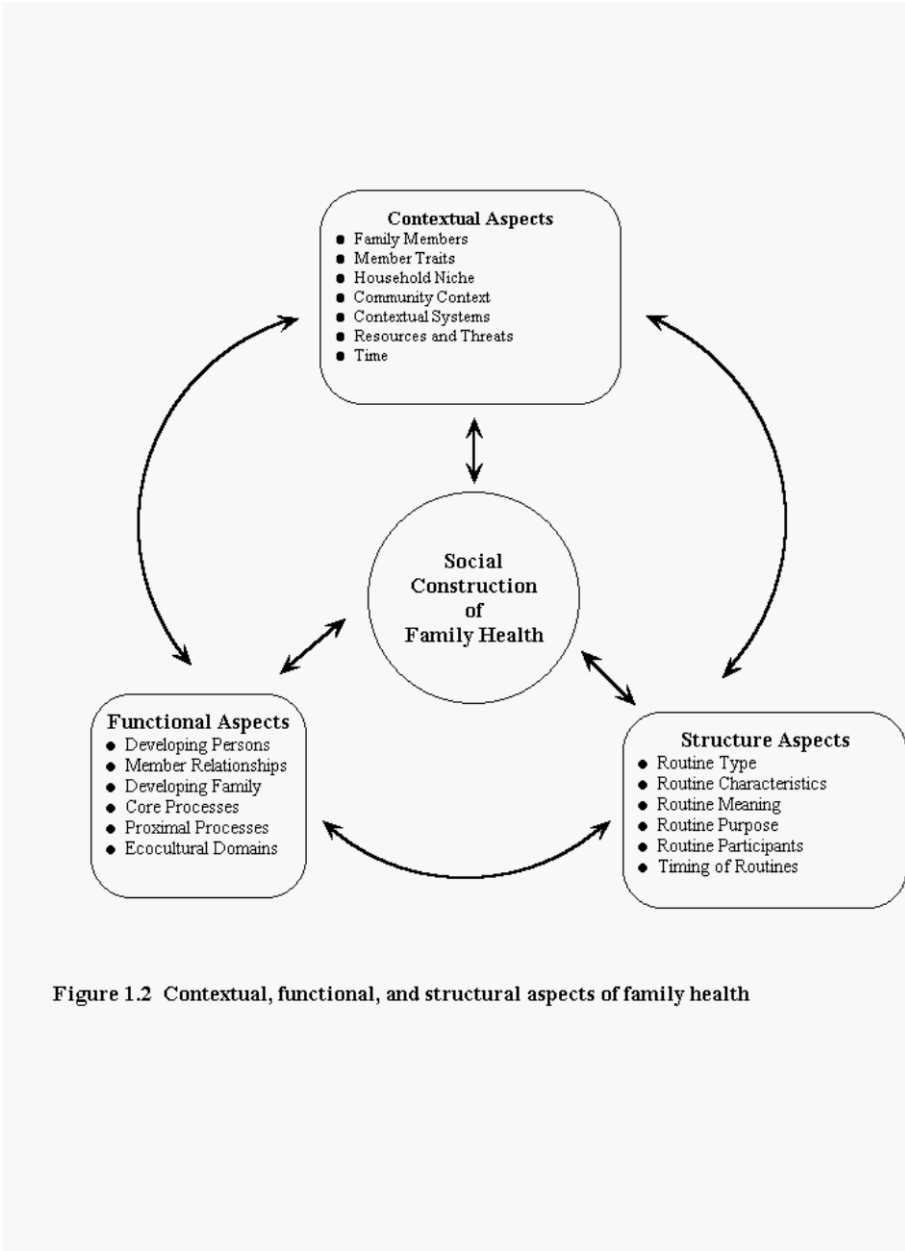 Contextual Aspects
● Family Members
● Member Traits
● Household Niche
● Community Context
● Contextual Systems
● Resources and Threats
● Time
Social
Construction
of
Family Health
Functional Aspects
● Developing Persons
● Member Relationships
● Developing Family
● Core Processes
● Proximal Processes
● Ecocultural Domains
Structure Aspects
● Routine Type
● Routine Characteristics
● Routine Meaning
● Routine Purpose
● Routine Participants
● Timing of Routines
Figure 1.2 Contextual, functional, and structural aspects of family health